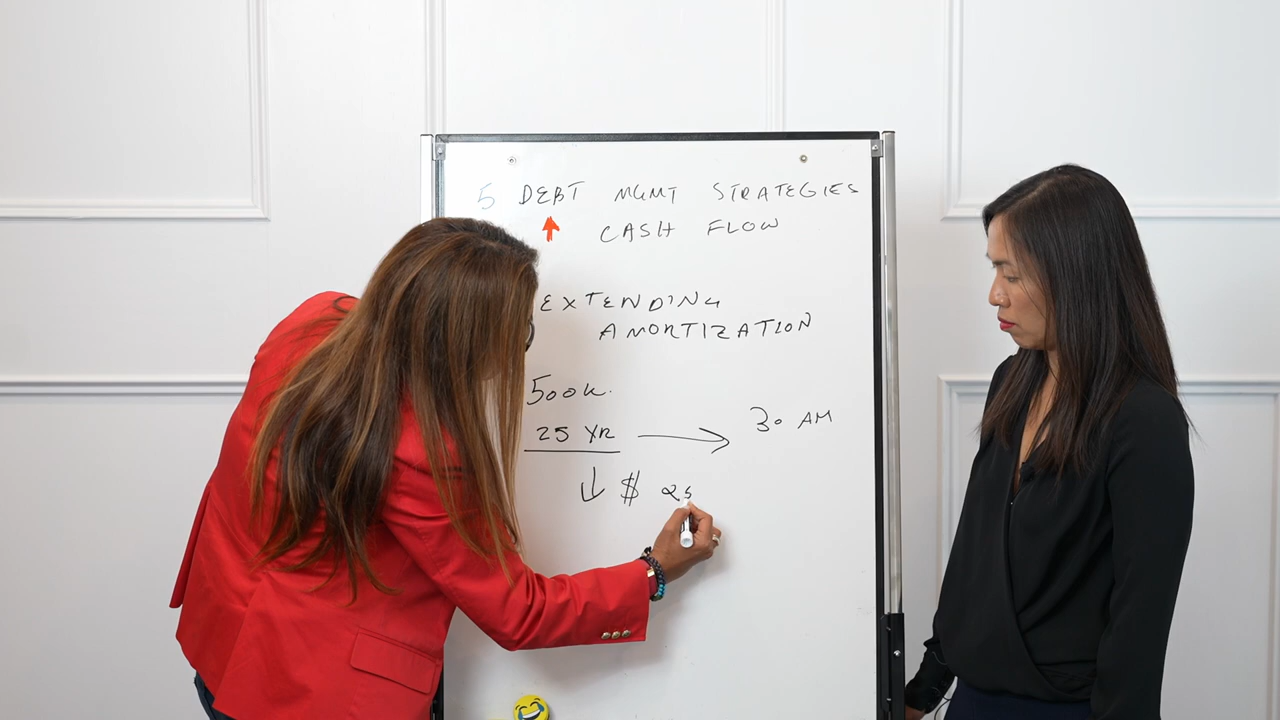 5 DEBT MGMT STRATEGIES
↑ CASH FLOW
EXTENDING
AMORTIZATION
500K.
25 YR → 30 AM
↓ $ 25